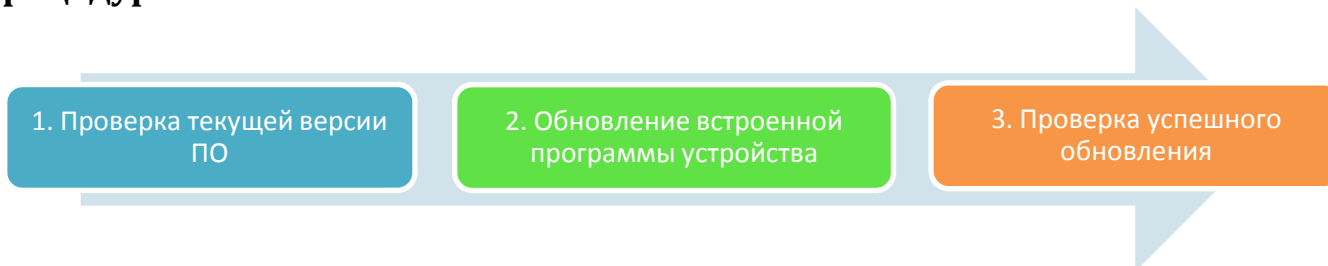 1. Проверка текущей версии
ПО
2. Обновление встроенной
программы устройства
3. Проверка успешного
обновления